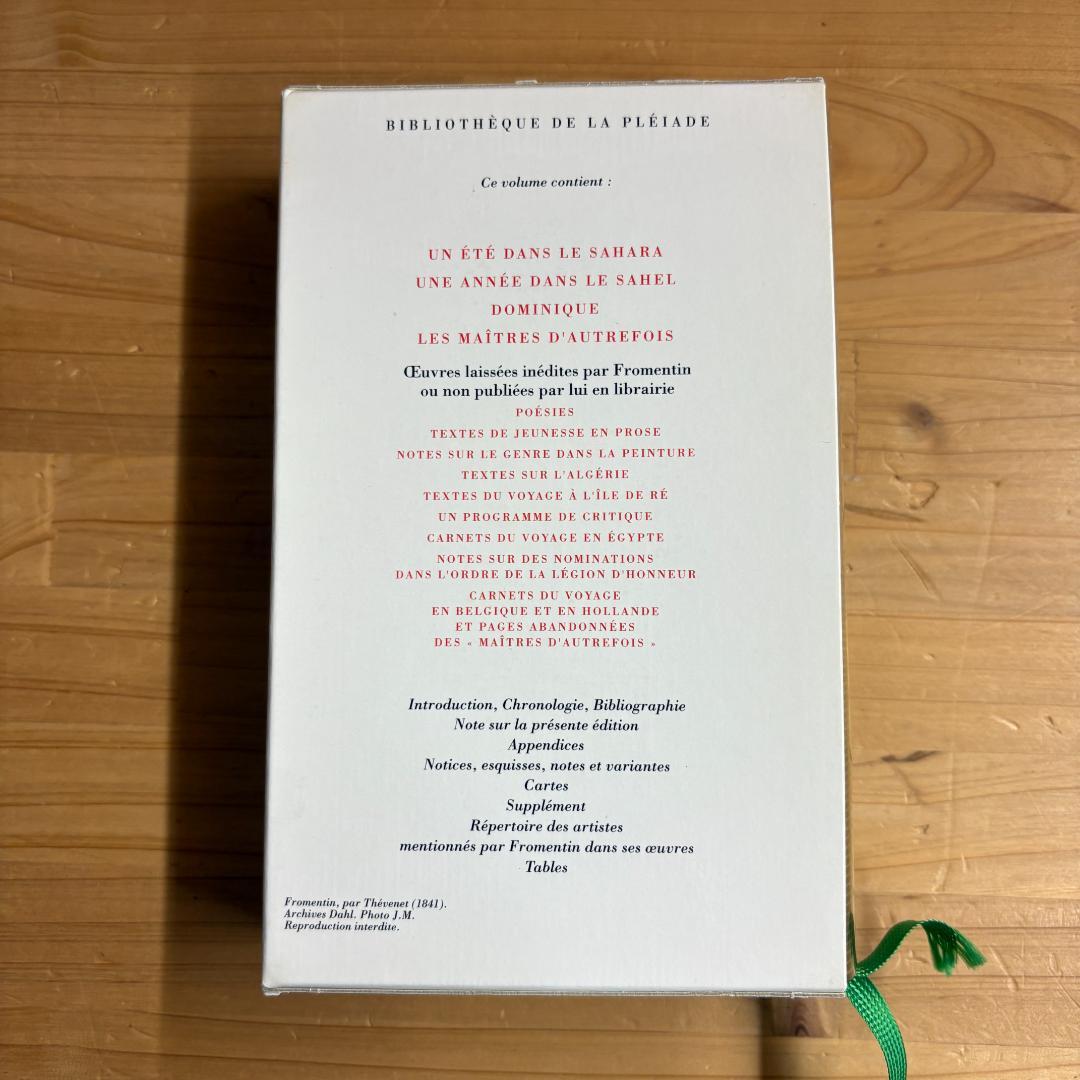 BIBLIOTHÈQUE DE LA PLÉIADE
Ce volume contient :
UN ÉTÉ DANS LE SAHARA
UNE ANNÉE DANS LE SAHEL
DOMINIQUE
LES MAÎTRES D'AUTREFOIS
Œuvres laissées inédites par Fromentin
ou non publiées par lui en librairie
POÉSIES
TEXTES DE JEUNESSE EN PROSE
NOTES SUR LE GENRE DANS LA PEINTURE
TEXTES SUR L'ALGÉRIE
TEXTES DU VOYAGE À L'ÎLE DE RÉ
UN PROGRAMME DE CRITIQUE
CARNETS DU VOYAGE EN ÉGYPTE
NOTES SUR DES NOMINATIONS
DANS L'ORDRE DE LA LÉGION D'HONNEUR
CARNETS DU VOYAGE
EN BELGIQUE ET EN HOLLANDE
ET PAGES ABANDONNÉES
DES « MAÎTRES D'AUTREFOIS »
Introduction, Chronologie, Bibliographie
Note sur la présente édition
Appendices
Notices, esquisses, notes et variantes
Cartes
Supplément
Répertoire des artistes
mentionnés par Fromentin dans ses œuvres
Tables
Fromentin, par Thévenet (1841).
Archives Dahl. Photo J.M.
Reproduction interdite.